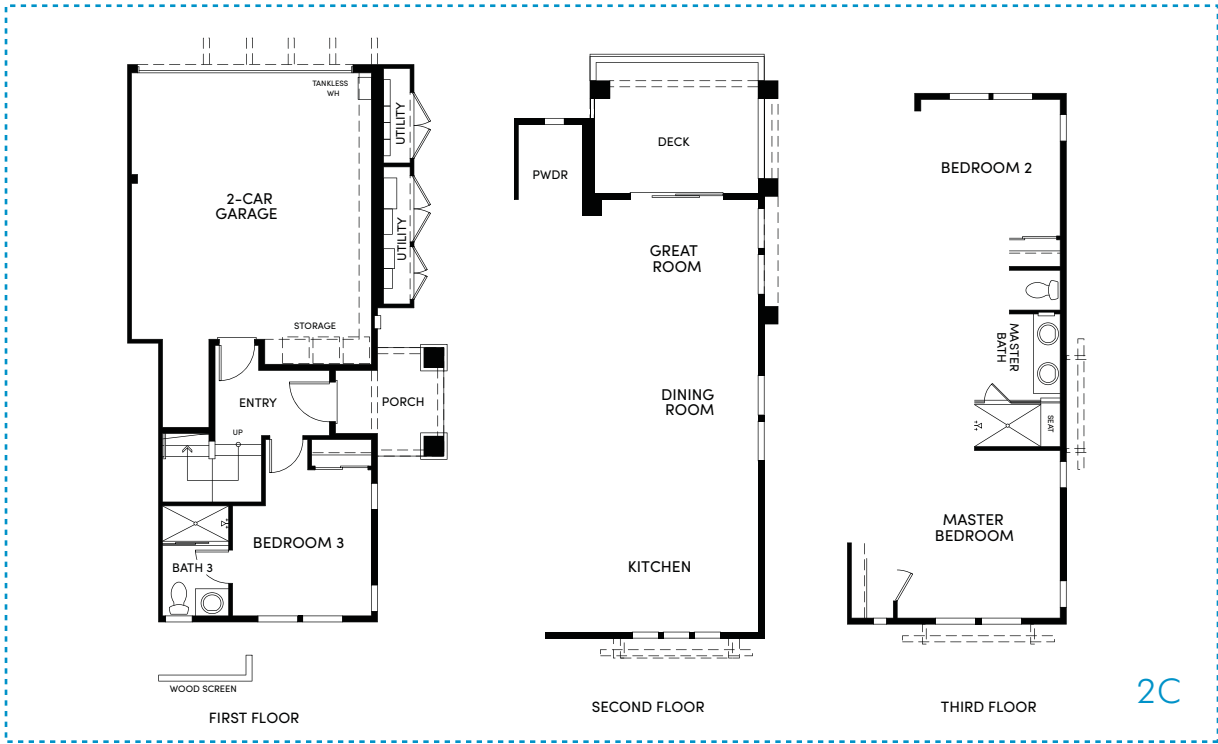 TANKLESS
WH
UTILITY
2-CAR
GARAGE
UTILITY
STORAGE
ENTRY
PORCH
UP
BEDROOM 3
BATH 3
WOOD SCREEN
FIRST FLOOR
DECK
PWDR
GREAT
ROOM
DINING
ROOM
KITCHEN
SECOND FLOOR
BEDROOM 2
MASTER
BATH
SEAT
MASTER
BEDROOM
THIRD FLOOR
2C